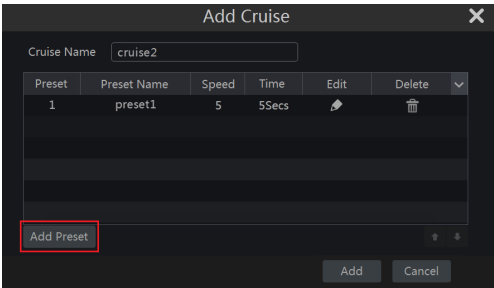 Add Cruise
Cruise Name cruise2
Preset Preset Name Speed Time Edit Delete
1 preset1 5 5Secs
Add Preset
Add Cancel